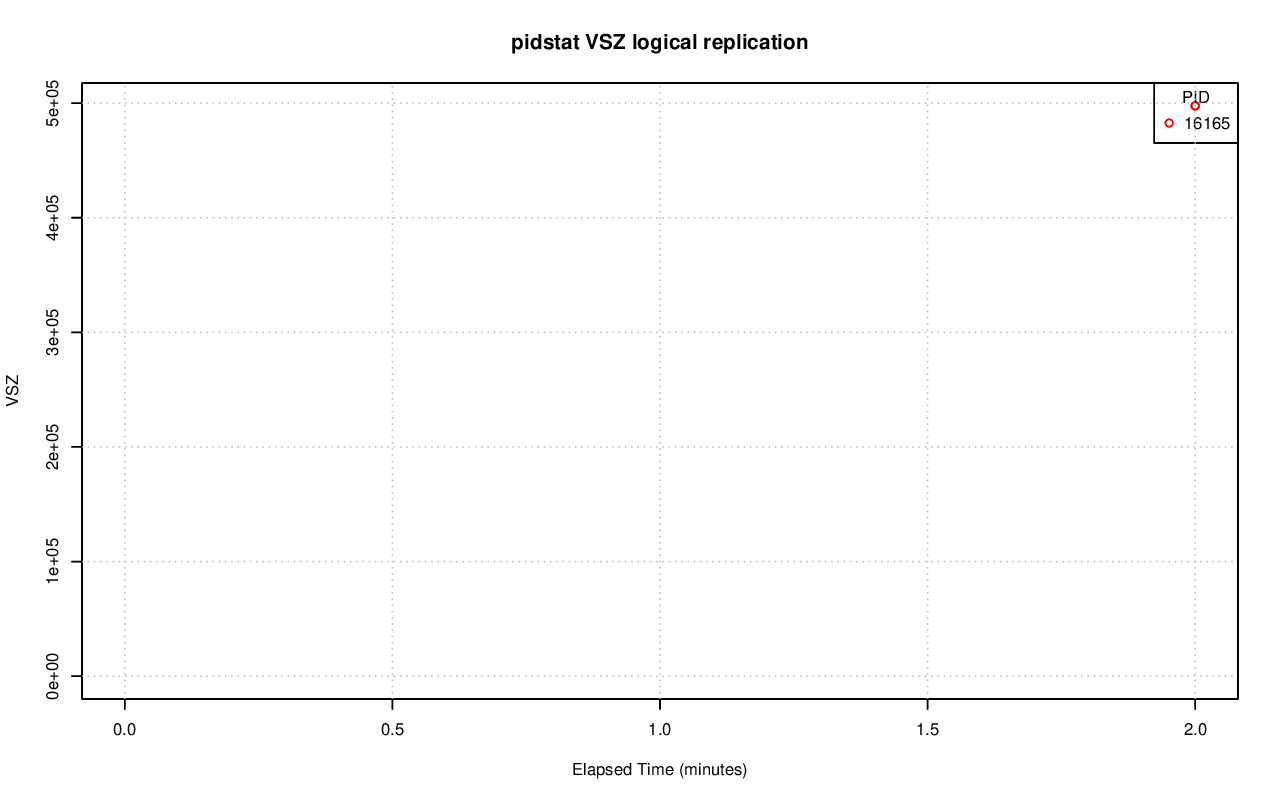 pidstat VSZ logical replication
PID
16165
5e+05
4e+05
3e+05
2e+05
1e+05
0e+00
VSZ
0.0 0.5 1.0 1.5 2.0
Elapsed Time (minutes)